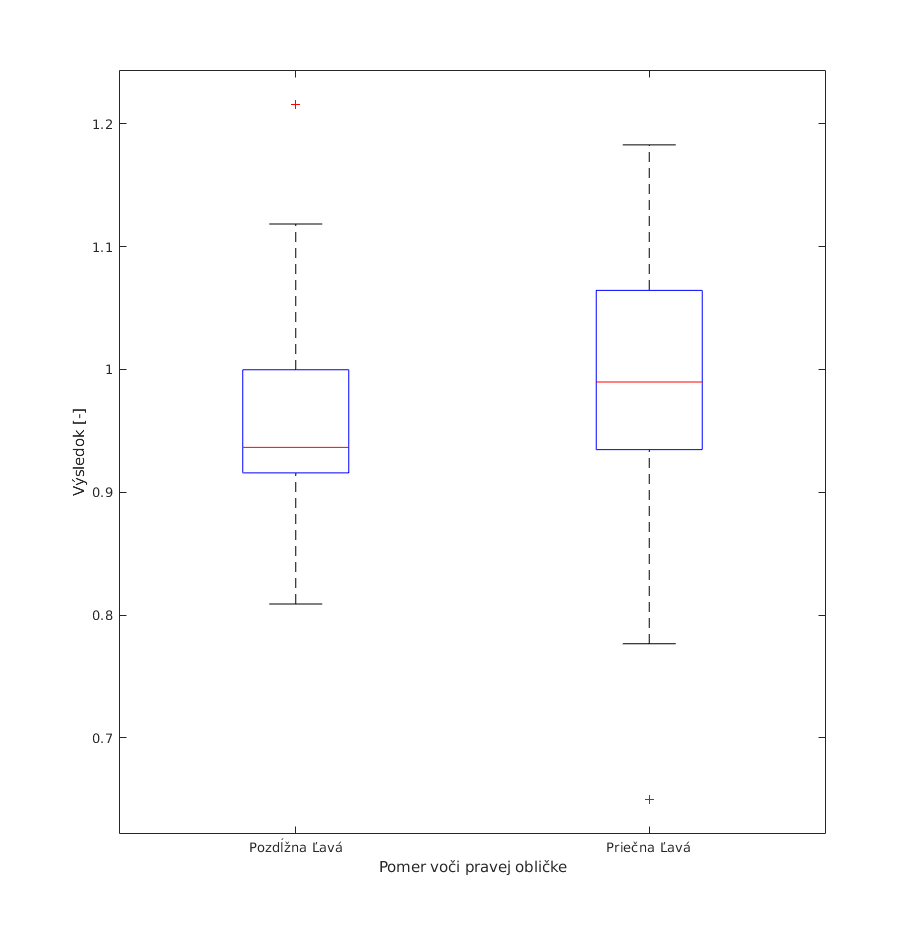 1.2
1.1
1
0.9
0.8
0.7
Výsledok [-]
Pozdĺžna Ľavá
Priečna Ľavá
Pomer voči pravej obličke